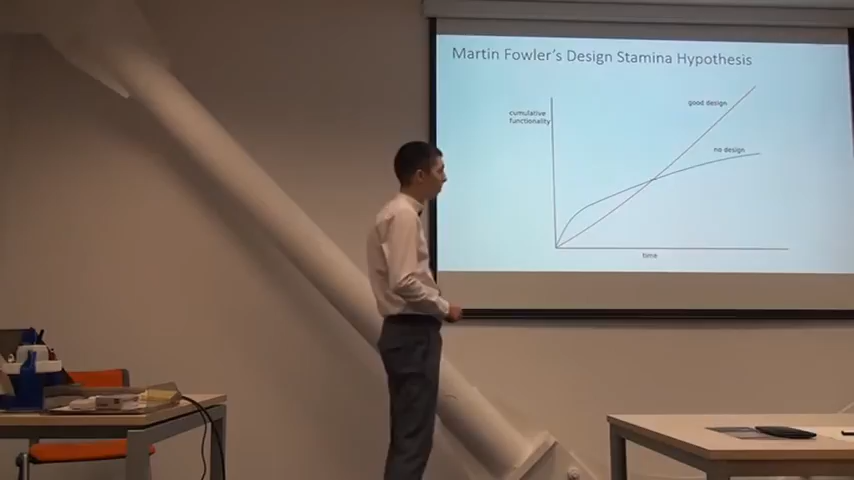 Martin Fowler's Design Stamina Hypothesis
good design
cumulative
functionality
no design
time